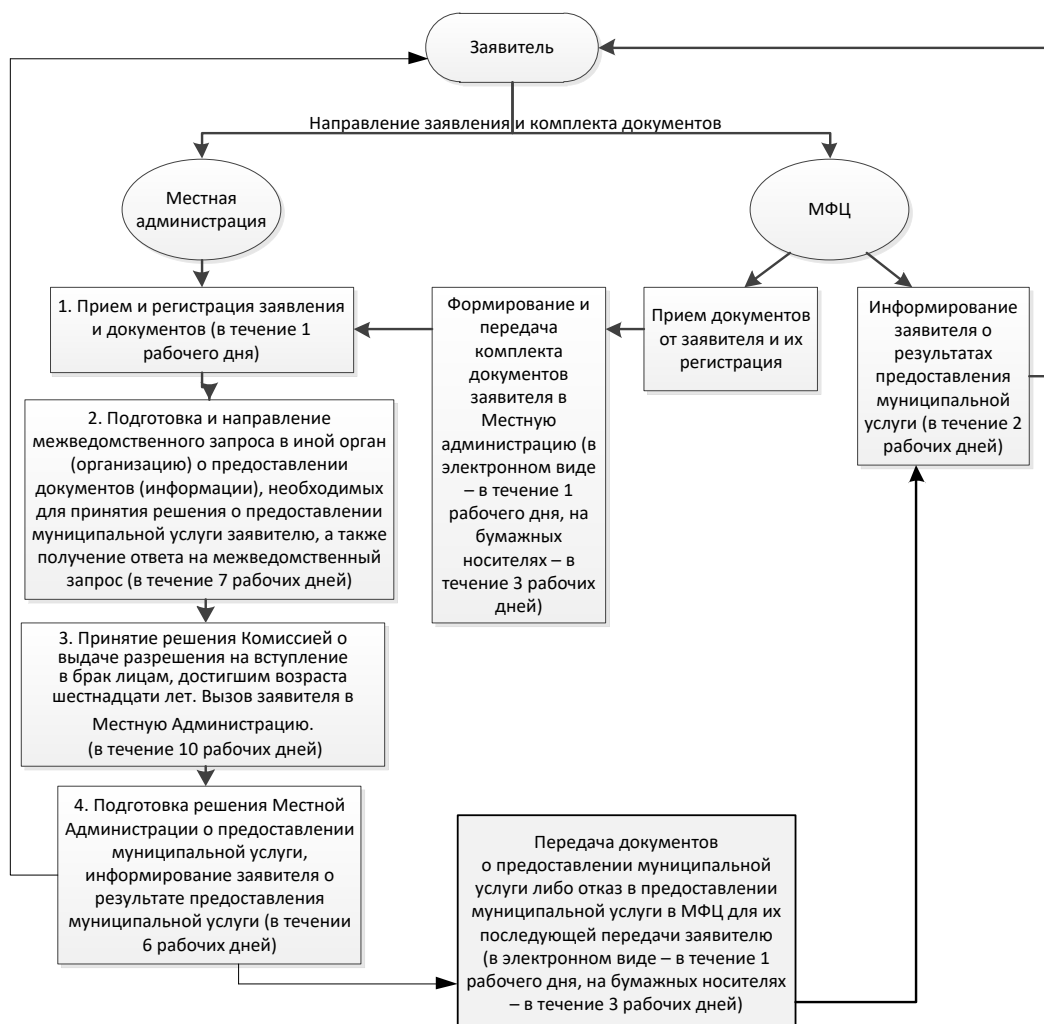 Заявитель
Направление заявления и комплекта документов
Местная
администрация
МФЦ
1. Прием и регистрация заявления
и документов (в течение 1
рабочего дня)
Формирование и
передача
комплекта
документов
заявителя в
Местную
администрацию (в
электронном виде
– в течение 1
рабочего дня, на
бумажных
носителях – в
течение 3 рабочих
дней)
Прием документов
от заявителя и их
регистрация
Информирование
заявителя о
результатах
предоставления
муниципальной
услуги (в течение 2
рабочих дней)
2. Подготовка и направление
межведомственного запроса в иной орган
(организацию) о предоставлении
документов (информации), необходимых
для принятия решения о предоставлении
муниципальной услуги заявителю, а также
получение ответа на межведомственный
запрос (в течение 7 рабочих дней)
3. Принятие решения Комиссией о
выдаче разрешения на вступление
в брак лицам, достигшим возраста
шестнадцати лет. Вызов заявителя в
Местную Администрацию.
(в течение 10 рабочих дней)
4. Подготовка решения Местной
Администрации о предоставлении
муниципальной услуги,
информирование заявителя о
результате предоставления
муниципальной услуги (в течении
6 рабочих дней)
Передача документов
о предоставлении муниципальной
услуги либо отказ в предоставлении
муниципальной услуги в МФЦ для их
последующей передачи заявителю
(в электронном виде – в течение 1
рабочего дня, на бумажных носителях
– в течение 3 рабочих дней)